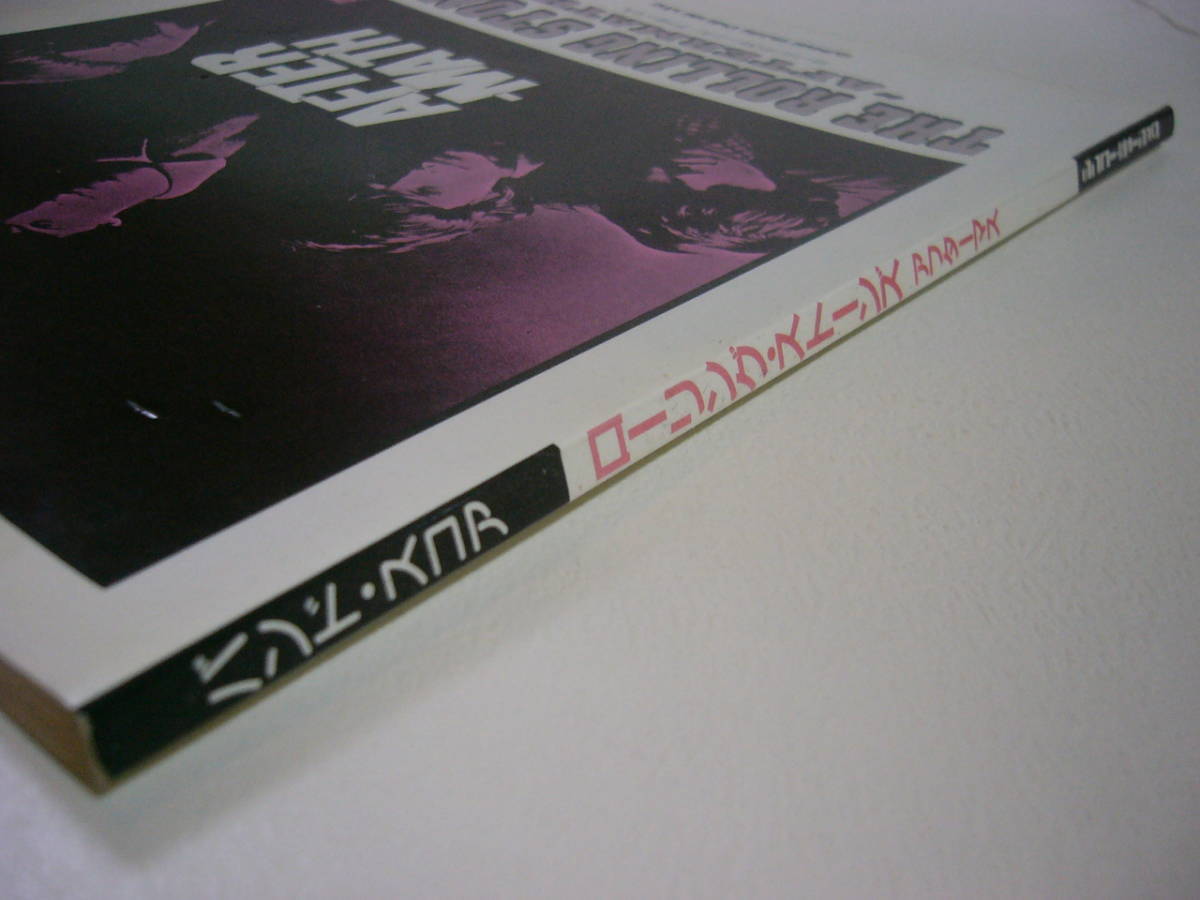 THE ROLLING STONES
AFTER-
MATH
バンド・スコア
ローリング・ストーンズ アフターマス